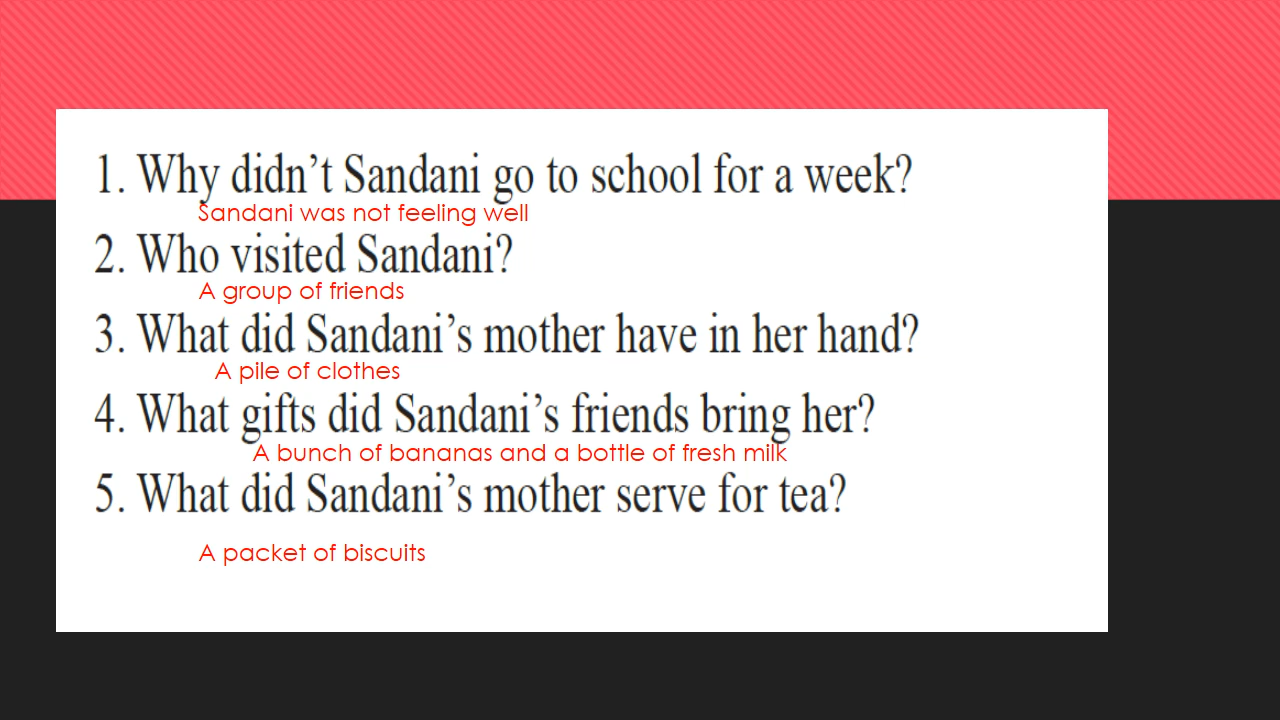 1. Why didn’t Sandani go to school for a week?
Sandani was not feeling well
2. Who visited Sandani?
A group of friends
3. What did Sandani’s mother have in her hand?
A pile of clothes
4. What gifts did Sandani’s friends bring her?
A bunch of bananas and a bottle of fresh milk
5. What did Sandani’s mother serve for tea?
A packet of biscuits